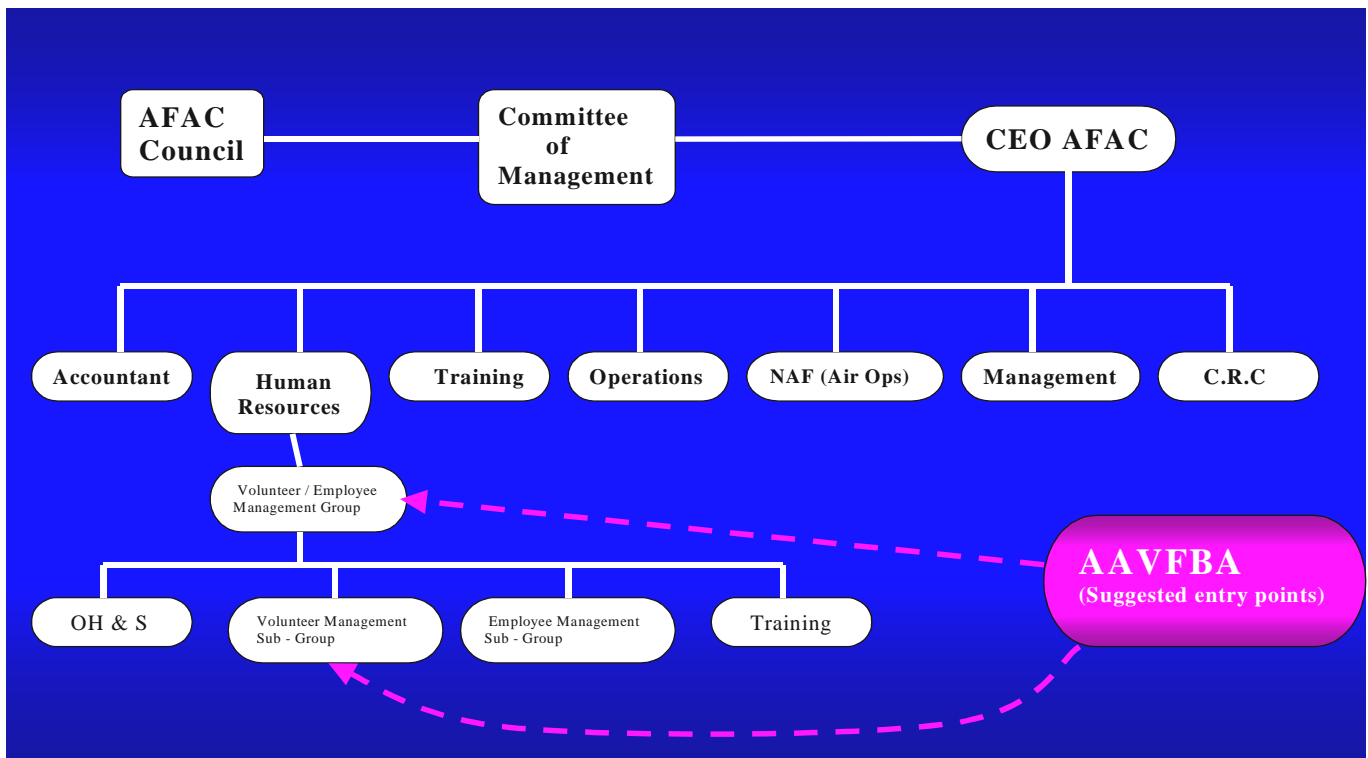 AFAC
Council
Committee
of
Management
CEO AFAC
Accountant
Human
Resources
Training
Operations
NAF (Air Ops)
Management
C.R.C
Volunteer / Employee
Management Group
AAVFBA
(Suggested entry points)
OH & S
Volunteer Management
Sub - Group
Employee Management
Sub - Group
Training